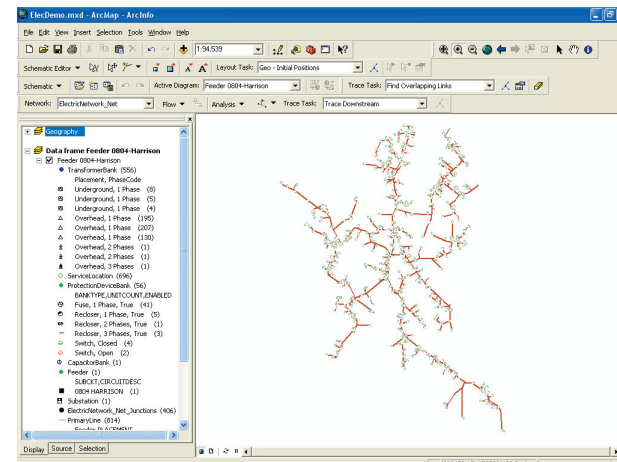 ElecDemo.mxd - ArcMap - ArcInfo
File Edit View Insert Selection Tools Window Help
1:94,539
Schematic Editor Layout Task: Geo - Initial Positions
Schematic Active Diagram: Feeder 0804-Harrison Trace Task: Find Overlapping Links
Network: ElectricNetwork_Net Flow Analysis Trace Task: Trace Downstream
Geography
Data frame Feeder 0804-Harrison
Feeder 0804-Harrison
TransformerBank (556)
Placement, PhaseCode
Underground, 1 Phase (8)
Underground, 1 Phase (5)
Underground, 1 Phase (4)
Overhead, 1 Phase (195)
Overhead, 1 Phase (207)
Overhead, 1 Phase (130)
Overhead, 2 Phases (1)
Overhead, 2 Phases (1)
Overhead, 3 Phases (1)
ServiceLocation (696)
ProtectionDeviceBank (56)
BANKTYPE,UNITCOUNT,ENABLED
Fuse, 1 Phase, True (41)
Recloser, 1 Phase, True (5)
Recloser, 2 Phases, True (1)
Recloser, 3 Phases, True (3)
Switch, Closed (4)
Switch, Open (2)
CapacitorBank (1)
Feeder (1)
SUBCKT,CIRCUITDESC
0804 HARRISON (1)
Substation (1)
ElectricNetwork_Net_Junctions (406)
PrimaryLine (814)
Display Source Selection